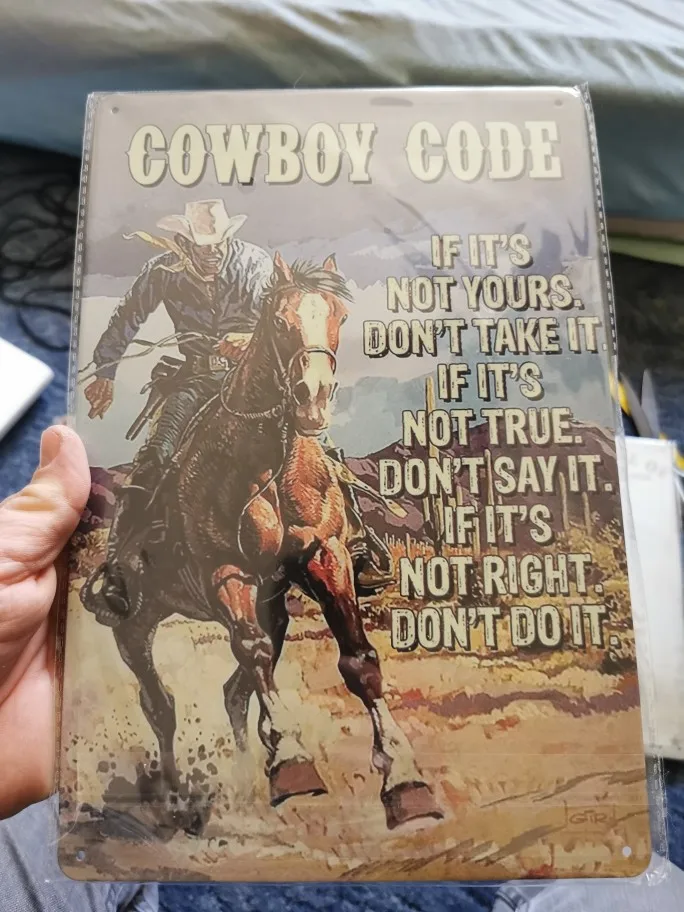 COWBOY CODE
IF IT'S
NOT YOURS.
DON'T TAKE IT.
IF IT'S
NOT TRUE.
DON'T SAY IT.
IF IT'S
NOT RIGHT.
DON'T DO IT.